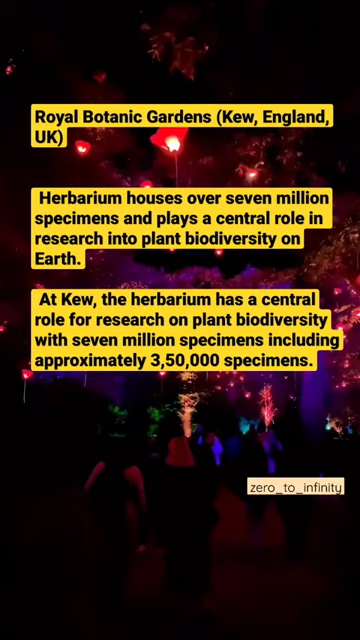 Royal Botanic Gardens (Kew, England,
UK)
Herbarium houses over seven million
specimens and plays a central role in
research into plant biodiversity on
Earth.
At Kew, the herbarium has a central
role for research on plant biodiversity
with seven million specimens including
approximately 3,50,000 specimens.
zero_to_infinity